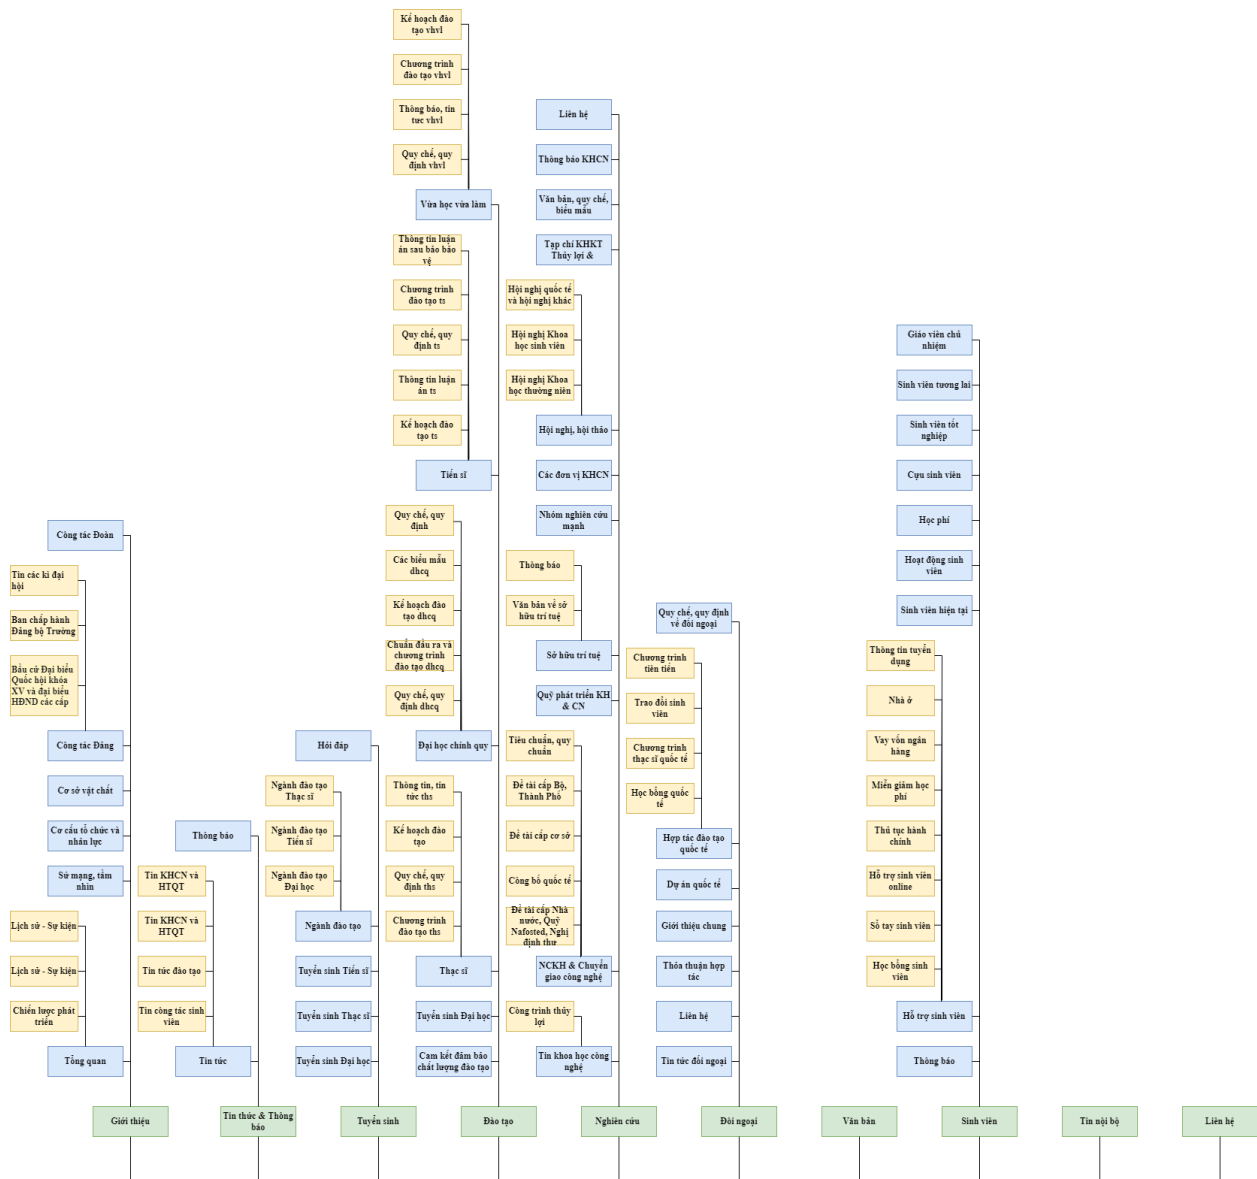 Kế hoạch đào
tạo vhvl
Chương trình
đào tạo vhvl
Thông báo, tin
tức vhvl
Quy chế, quy
định vhvl
Vừa học vừa làm
Thông tin luận
án sau bảo bảo
vệ
Chương trình
đào tạo ts
Quy chế, quy
định ts
Thông tin luận
án ts
Kế hoạch đào
tạo ts
Tiến sĩ
Quy chế, quy
định
Các biểu mẫu
dhcq
Kế hoạch đào
tạo dhcq
Chuẩn đầu ra và
chương trình
đào tạo dhcq
Quy chế, quy
định dhcq
Đại học chính quy
Thông tin, tin
tức ths
Kế hoạch đào
tạo
Quy chế, quy
định ths
Chương trình
đào tạo ths
Thạc sĩ
Tuyển sinh Đại học
Cam kết đảm bảo
chất lượng đào tạo
Liên hệ
Thông báo KHCN
Văn bản, quy chế,
biểu mẫu
Tạp chí KHKT
Thủy lợi &
Hội nghị quốc tế
và hội nghị khác
Hội nghị Khoa
học sinh viên
Hội nghị Khoa
học thường niên
Hội nghị, hội thảo
Các đơn vị KHCN
Nhóm nghiên cứu
mạnh
Thông báo
Văn bản về sở
hữu trí tuệ
Sở hữu trí tuệ
Quỹ phát triển KH
& CN
Tiêu chuẩn, quy
chuẩn
Đề tài cấp Bộ,
Thành Phố
Đề tài cấp cơ sở
Công bố quốc tế
Đề tài cấp Nhà
nước, Quỹ
Nafosted, Nghị
định thư
NCKH & Chuyển
giao công nghệ
Công trình thủy
lợi
Tin khoa học công
nghệ
Công tác Đoàn
Tin các kì đại
hội
Ban chấp hành
Đảng bộ Trường
Bầu cử Đại biểu
Quốc hội khóa
XV và đại biểu
HĐND các cấp
Công tác Đảng
Cơ sở vật chất
Cơ cấu tổ chức và
nhân lực
Sứ mạng, tầm
nhìn
Lịch sử - Sự kiện
Lịch sử - Sự kiện
Chiến lược phát
triển
Tổng quan
Thông báo
Tin KHCN và
HTQT
Tin KHCN và
HTQT
Tin tức đào tạo
Tin công tác sinh
viên
Tin tức
Hỏi đáp
Ngành đào tạo
Thạc sĩ
Ngành đào tạo
Tiến sĩ
Ngành đào tạo
Đại học
Ngành đào tạo
Tuyển sinh Tiến sĩ
Tuyển sinh Thạc sĩ
Tuyển sinh Đại học
Quy chế, quy định
về đối ngoại
Chương trình
tiên tiến
Trao đổi sinh
viên
Chương trình
thạc sĩ quốc tế
Học bổng quốc
tế
Hợp tác đào tạo
quốc tế
Dự án quốc tế
Giới thiệu chung
Thỏa thuận hợp
tác
Liên hệ
Tin tức đối ngoại
Giáo viên chủ
nhiệm
Sinh viên tương lai
Sinh viên tốt
nghiệp
Cựu sinh viên
Học phí
Hoạt động sinh
viên
Sinh viên hiện tại
Thông tin tuyển
dụng
Nhà ở
Vay vốn ngân
hàng
Miễn giảm học
phí
Thủ tục hành
chính
Hỗ trợ sinh viên
online
Sổ tay sinh viên
Học bổng sinh
viên
Hỗ trợ sinh viên
Thông báo
Giới thiệu
Tin thức & Thông
báo
Tuyển sinh
Đào tạo
Nghiên cứu
Đối ngoại
Văn bản
Sinh viên
Tin nội bộ
Liên hệ